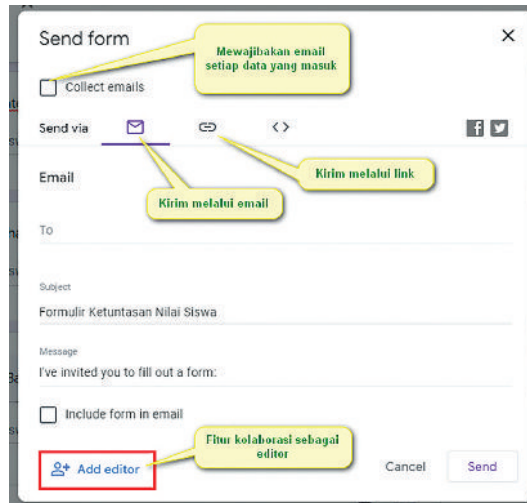 Send form
Mewajibakan email
setiap data yang masuk
Collect emails
Send via
Kirim melalui link
Email
Kirim melalui email
To
Subject
Formulir Ketuntasan Nilai Siswa
Message
I've invited you to fill out a form:
Include form in email
Fitur kolaborasi sebagai
editor
Add editor
Cancel
Send